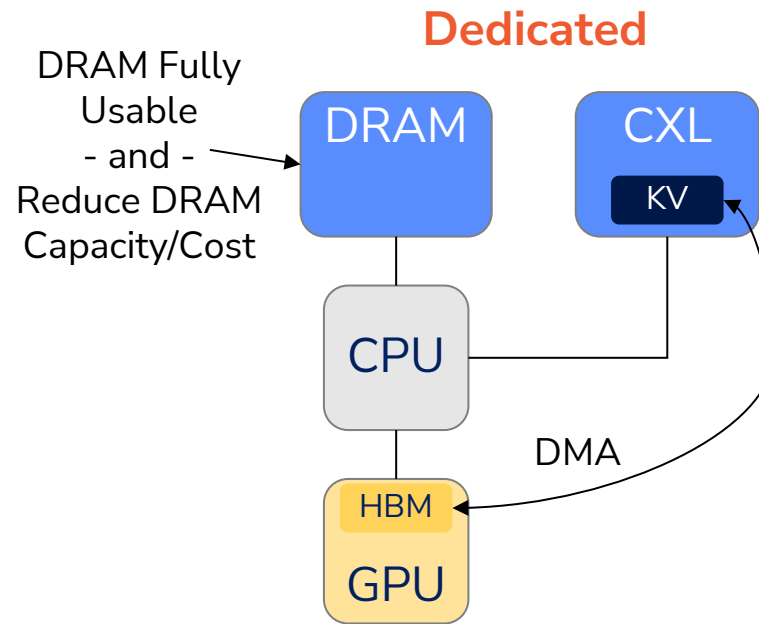 Dedicated
DRAM Fully
Usable
- and -
Reduce DRAM
Capacity/Cost
DRAM
CXL
KV
CPU
DMA
HBM
GPU